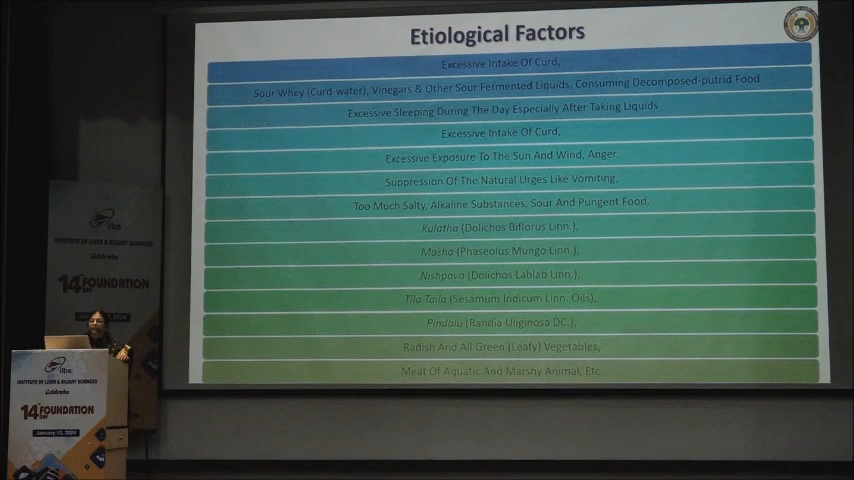 Etiological Factors
Excessive Intake Of Curd,
Sour Whey (Curd-water), Vinegars & Other Sour Fermented Liquids, Consuming Decomposed-putrid Food
Excessive Sleeping During The Day Especially After Taking Liquids
Excessive Intake Of Curd,
Excessive Exposure To The Sun And Wind, Anger
Suppression Of The Natural Urges Like Vomiting,
Too Much Salty, Alkaline Substances, Sour And Pungent Food,
Kulatha (Dolichos Biflorus Linn.),
Masha (Phaseolus Mungo Linn.),
Nishpava (Dolichos Lablab Linn.),
Tila Taila (Sesamum Indicum Linn. Oils),
Pindalu (Randia Uliginosa DC.),
Radish And All Green (Leafy) Vegetables,
Meat Of Aquatic And Marshy Animal, Etc.
ilbs
INSTITUTE OF LIVER & BILIARY SCIENCES
Celebrates
14 FOUNDATION
DAY
ilbs
INSTITUTE OF LIVER & BILIARY SCIENCES
Celebrates
14 FOUNDATION
DAY
January 13, 2024